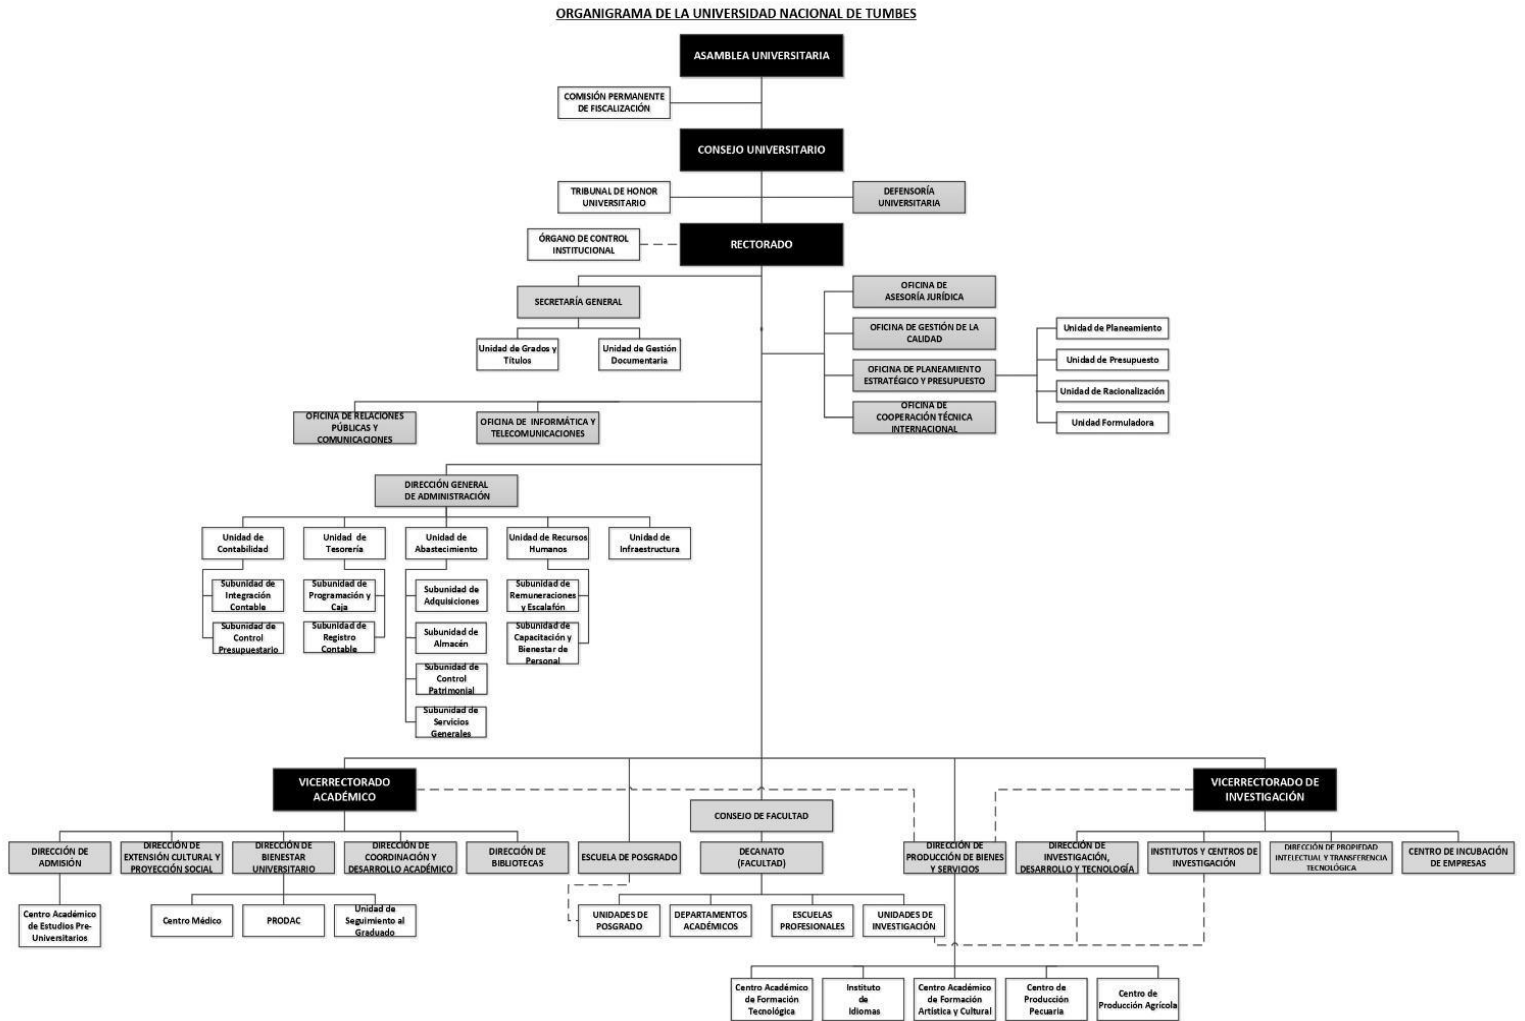 ORGANIGRAMA DE LA UNIVERSIDAD NACIONAL DE TUMBES
ASAMBLEA UNIVERSITARIA
COMISIÓN PERMANENTE
DE FISCALIZACIÓN
CONSEJO UNIVERSITARIO
TRIBUNAL DE HONOR
UNIVERSITARIO
DEFENSORÍA
UNIVERSITARIA
ÓRGANO DE CONTROL
INSTITUCIONAL
RECTORADO
SECRETARÍA GENERAL
Unidad de Grados y
Títulos
Unidad de Gestión
Documentaria
OFICINA DE
ASESORÍA JURÍDICA
OFICINA DE GESTIÓN DE LA
CALIDAD
OFICINA DE PLANEAMIENTO
ESTRATÉGICO Y PRESUPUESTO
OFICINA DE
COOPERACIÓN TÉCNICA
INTERNACIONAL
Unidad de Planeamiento
Unidad de Presupuesto
Unidad de Racionalización
Unidad Formuladora
OFICINA DE RELACIONES
PÚBLICAS Y
COMUNICACIONES
OFICINA DE INFORMÁTICA Y
TELECOMUNICACIONES
DIRECCIÓN GENERAL
DE ADMINISTRACIÓN
Unidad de
Contabilidad
Unidad de
Tesorería
Unidad de
Abastecimiento
Unidad de Recursos
Humanos
Unidad de
Infraestructura
Subunidad de
Integración
Contable
Subunidad de
Control
Presupuestario
Subunidad de
Programación y
Caja
Subunidad de
Registro
Contable
Subunidad de
Adquisiciones
Subunidad de
Almacén
Subunidad de
Control
Patrimonial
Subunidad de
Servicios
Generales
Subunidad de
Remuneraciones
y Escalafón
Subunidad de
Capacitación y
Bienestar de
Personal
VICERRECTORADO
ACADÉMICO
VICERRECTORADO DE
INVESTIGACIÓN
CONSEJO DE FACULTAD
DIRECCIÓN DE
ADMISIÓN
DIRECCIÓN DE
EXTENSIÓN CULTURAL Y
PROYECCIÓN SOCIAL
DIRECCIÓN DE
BIENESTAR
UNIVERSITARIO
DIRECCIÓN DE
COORDINACIÓN Y
DESARROLLO ACADÉMICO
DIRECCIÓN DE
BIBLIOTECAS
ESCUELA DE POSGRADO
DECANATO
(FACULTAD)
DIRECCIÓN DE
PRODUCCIÓN DE BIENES
Y SERVICIOS
DIRECCIÓN DE
INVESTIGACIÓN,
DESARROLLO Y TECNOLOGÍA
INSTITUTOS Y CENTROS DE
INVESTIGACIÓN
DIRECCIÓN DE PROPIEDAD
INTELECTUAL Y TRANSFERENCIA
TECNOLÓGICA
CENTRO DE INCUBACIÓN
DE EMPRESAS
Centro Académico
de Estudios Pre-
Universitarios
Centro Médico
PRODAC
Unidad de
Seguimiento al
Graduado
UNIDADES DE
POSGRADO
DEPARTAMENTOS
ACADÉMICOS
ESCUELAS
PROFESIONALES
UNIDADES DE
INVESTIGACIÓN
Centro Académico
de Formación
Tecnológica
Instituto
de
Idiomas
Centro Académico
de Formación
Artística y Cultural
Centro de
Producción
Pecuaria
Centro de
Producción Agrícola